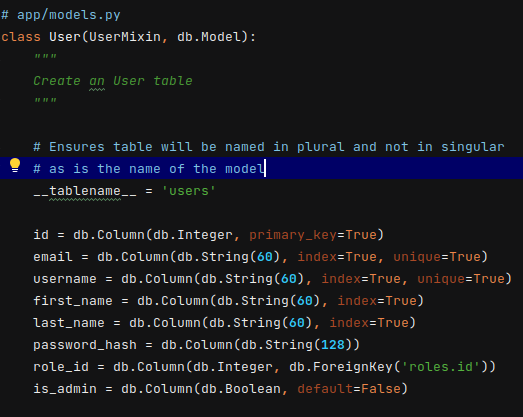 # app/models.py
class User(UserMixin, db.Model):
    """
    Create an User table
    """

    # Ensures table will be named in plural and not in singular
    # as is the name of the model
    __tablename__ = 'users'

    id = db.Column(db.Integer, primary_key=True)
    email = db.Column(db.String(60), index=True, unique=True)
    username = db.Column(db.String(60), index=True, unique=True)
    first_name = db.Column(db.String(60), index=True)
    last_name = db.Column(db.String(60), index=True)
    password_hash = db.Column(db.String(128))
    role_id = db.Column(db.Integer, db.ForeignKey('roles.id'))
    is_admin = db.Column(db.Boolean, default=False)